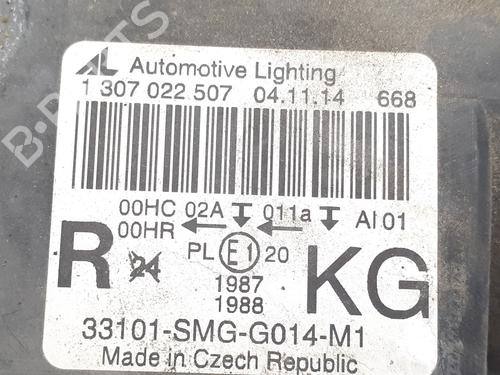 AL Automotive Lighting
1 307 022 507 04.11.14 668
00HC 02A 011a AI 01
00HR
R 24 PL E1 20 KG
1987
1988
33101-SMG-G014-M1
Made in Czech Republic
B-PARTS